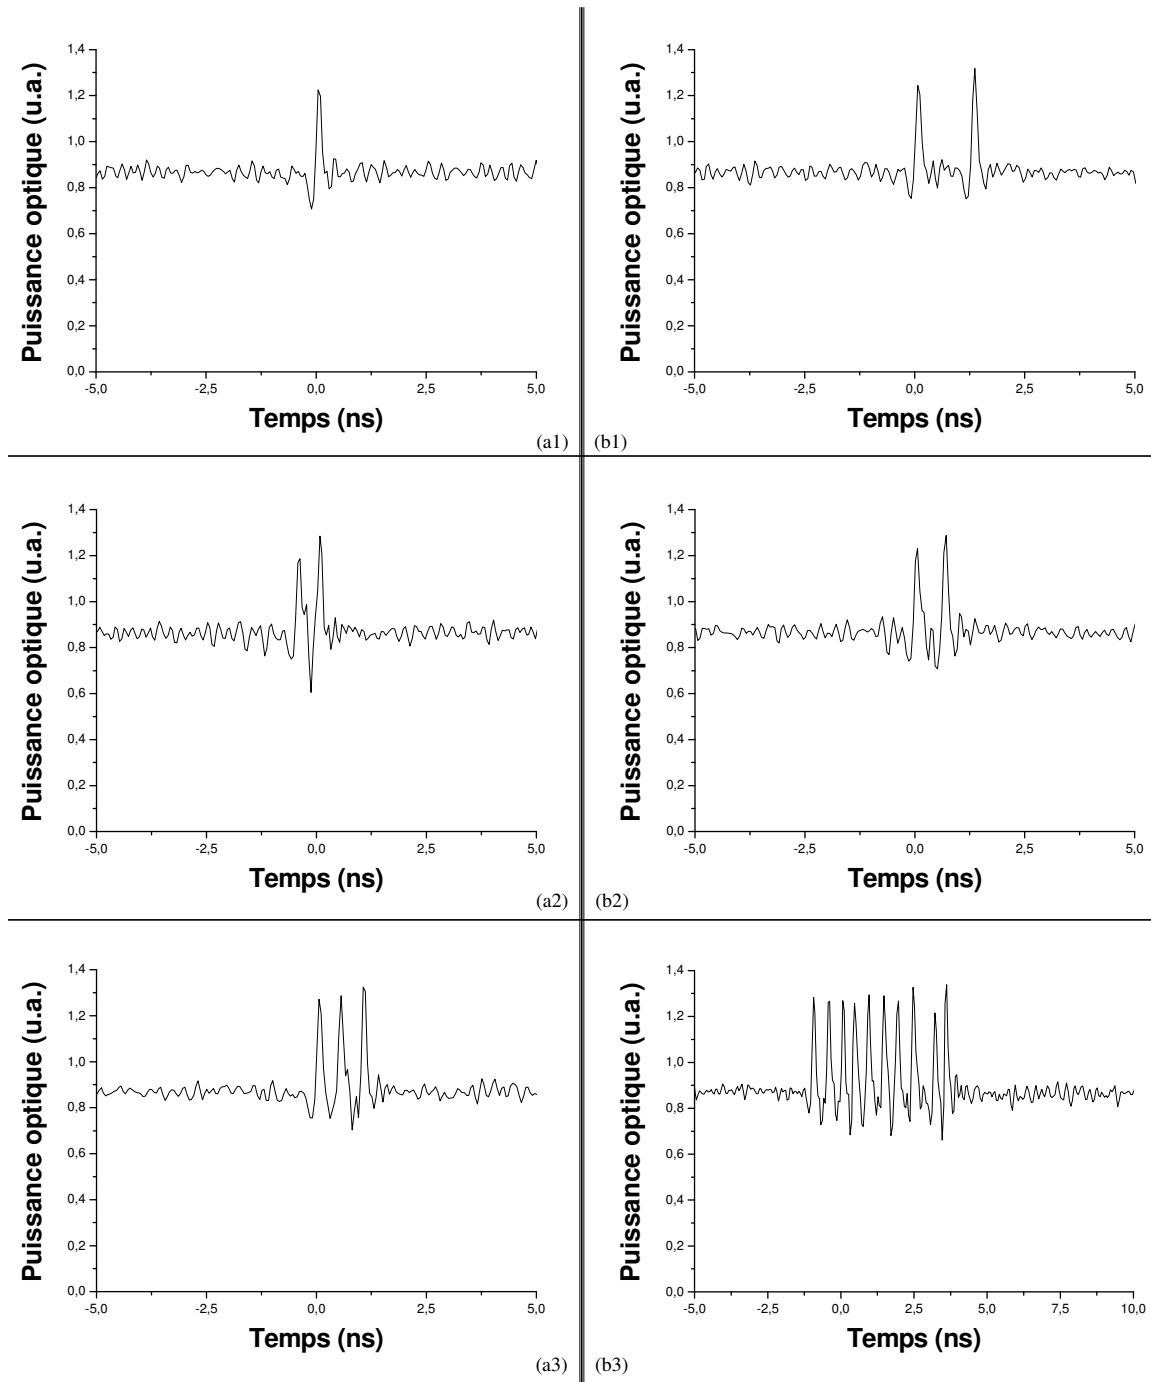 1,4
1,2
1,0
0,8
0,6
0,4
0,2
0,0
Puissance optique (u.a.)
-5,0 -2,5 0,0 2,5 5,0
Temps (ns)
(a1)
1,4
1,2
1,0
0,8
0,6
0,4
0,2
0,0
Puissance optique (u.a.)
-5,0 -2,5 0,0 2,5 5,0
Temps (ns)
(b1)
1,4
1,2
1,0
0,8
0,6
0,4
0,2
0,0
Puissance optique (u.a.)
-5,0 -2,5 0,0 2,5 5,0
Temps (ns)
(a2)
1,4
1,2
1,0
0,8
0,6
0,4
0,2
0,0
Puissance optique (u.a.)
-5,0 -2,5 0,0 2,5 5,0
Temps (ns)
(b2)
1,4
1,2
1,0
0,8
0,6
0,4
0,2
0,0
Puissance optique (u.a.)
-5,0 -2,5 0,0 2,5 5,0
Temps (ns)
(a3)
1,4
1,2
1,0
0,8
0,6
0,4
0,2
0,0
Puissance optique (u.a.)
-5,0 -2,5 0,0 2,5 5,0 7,5 10,0
Temps (ns)
(b3)